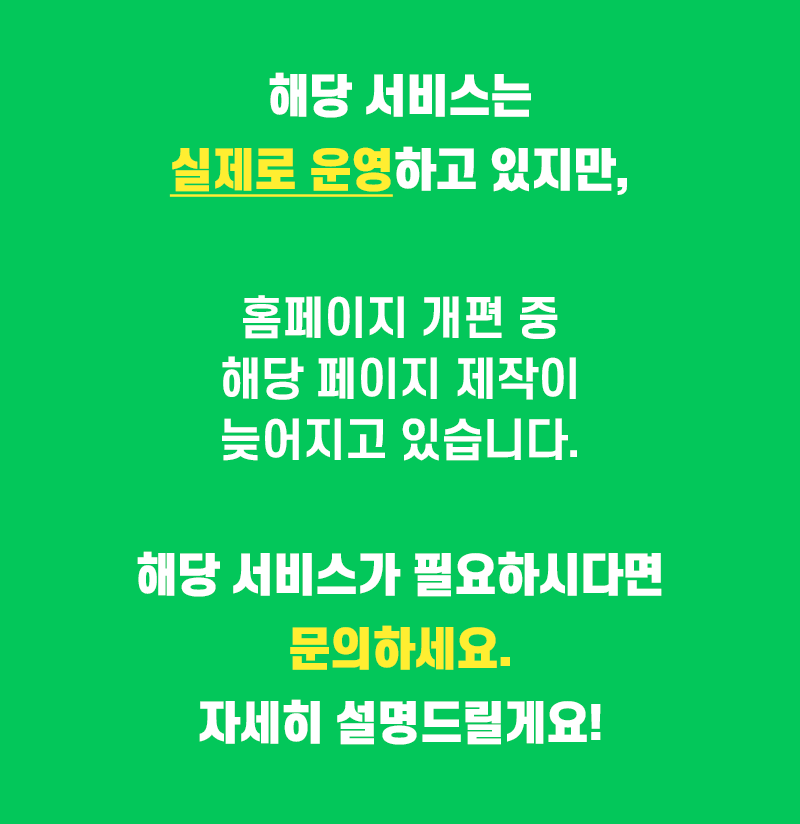 해당 서비스는
실제로 운영하고 있지만,
홈페이지 개편 중
해당 페이지 제작이
늦어지고 있습니다.
해당 서비스가 필요하시다면
문의하세요.
자세히 설명드릴게요!